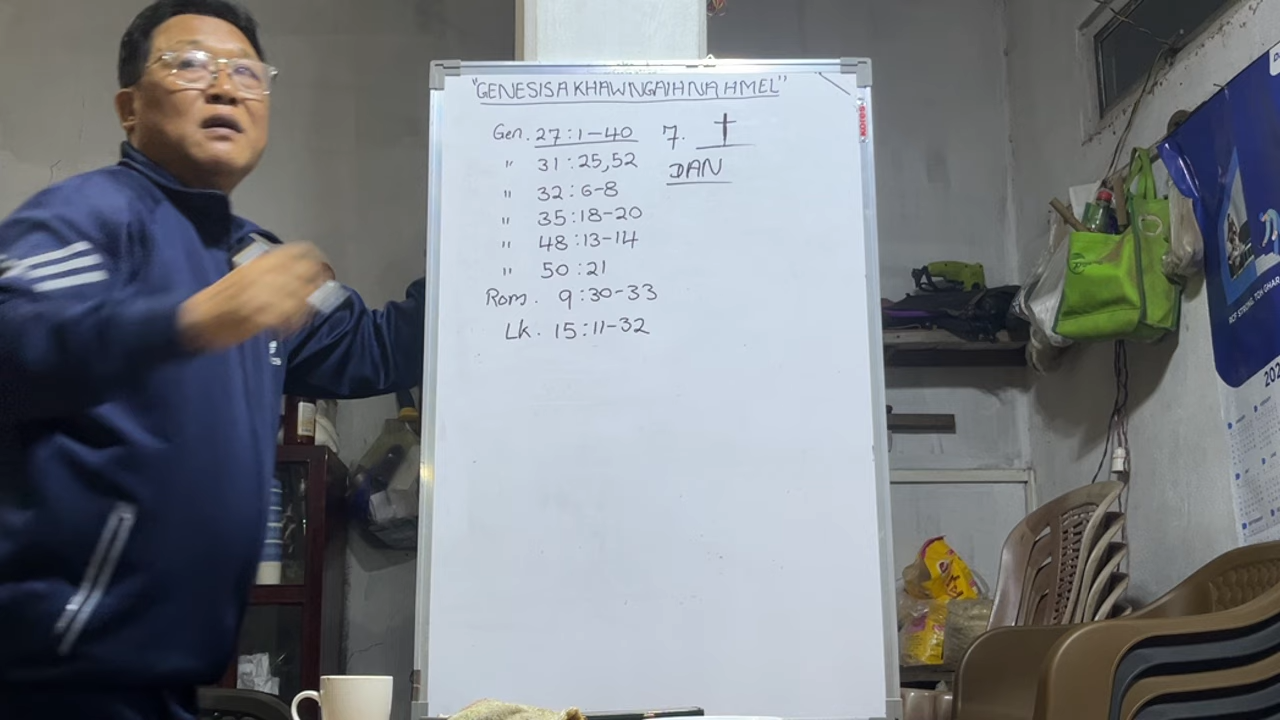 "GENESISA KHAWNGAIHNA HMEL"
Gen. 27:1-40
" 31:25,52
" 32:6-8
" 35:18-20
" 48:13-14
" 50:21
Rom. 9:30-33
Lk. 15:11-32
7. †
DAN
kores